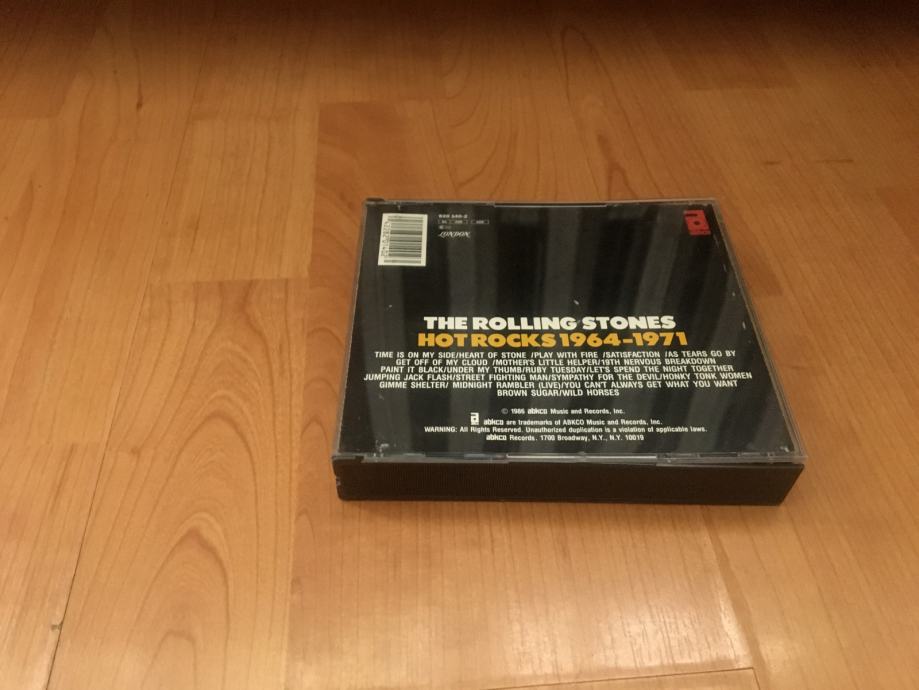 820 140-2
LONDON
THE ROLLING STONES
HOT ROCKS 1964-1971
TIME IS ON MY SIDE/HEART OF STONE /PLAY WITH FIRE /SATISFACTION /AS TEARS GO BY
GET OFF OF MY CLOUD /MOTHER'S LITTLE HELPER/19TH NERVOUS BREAKDOWN
PAINT IT BLACK/UNDER MY THUMB/RUBY TUESDAY/LET'S SPEND THE NIGHT TOGETHER
JUMPING JACK FLASH/STREET FIGHTING MAN/SYMPATHY FOR THE DEVIL/HONKY TONK WOMEN
GIMME SHELTER/ MIDNIGHT RAMBLER (LIVE)/YOU CAN'T ALWAYS GET WHAT YOU WANT
BROWN SUGAR/WILD HORSES
© 1986 abkco Music and Records, Inc.
abkco are trademarks of ABKCO Music and Records, Inc.
WARNING: All Rights Reserved. Unauthorized duplication is a violation of applicable laws.
abkco Records. 1700 Broadway, N.Y., N.Y. 10019